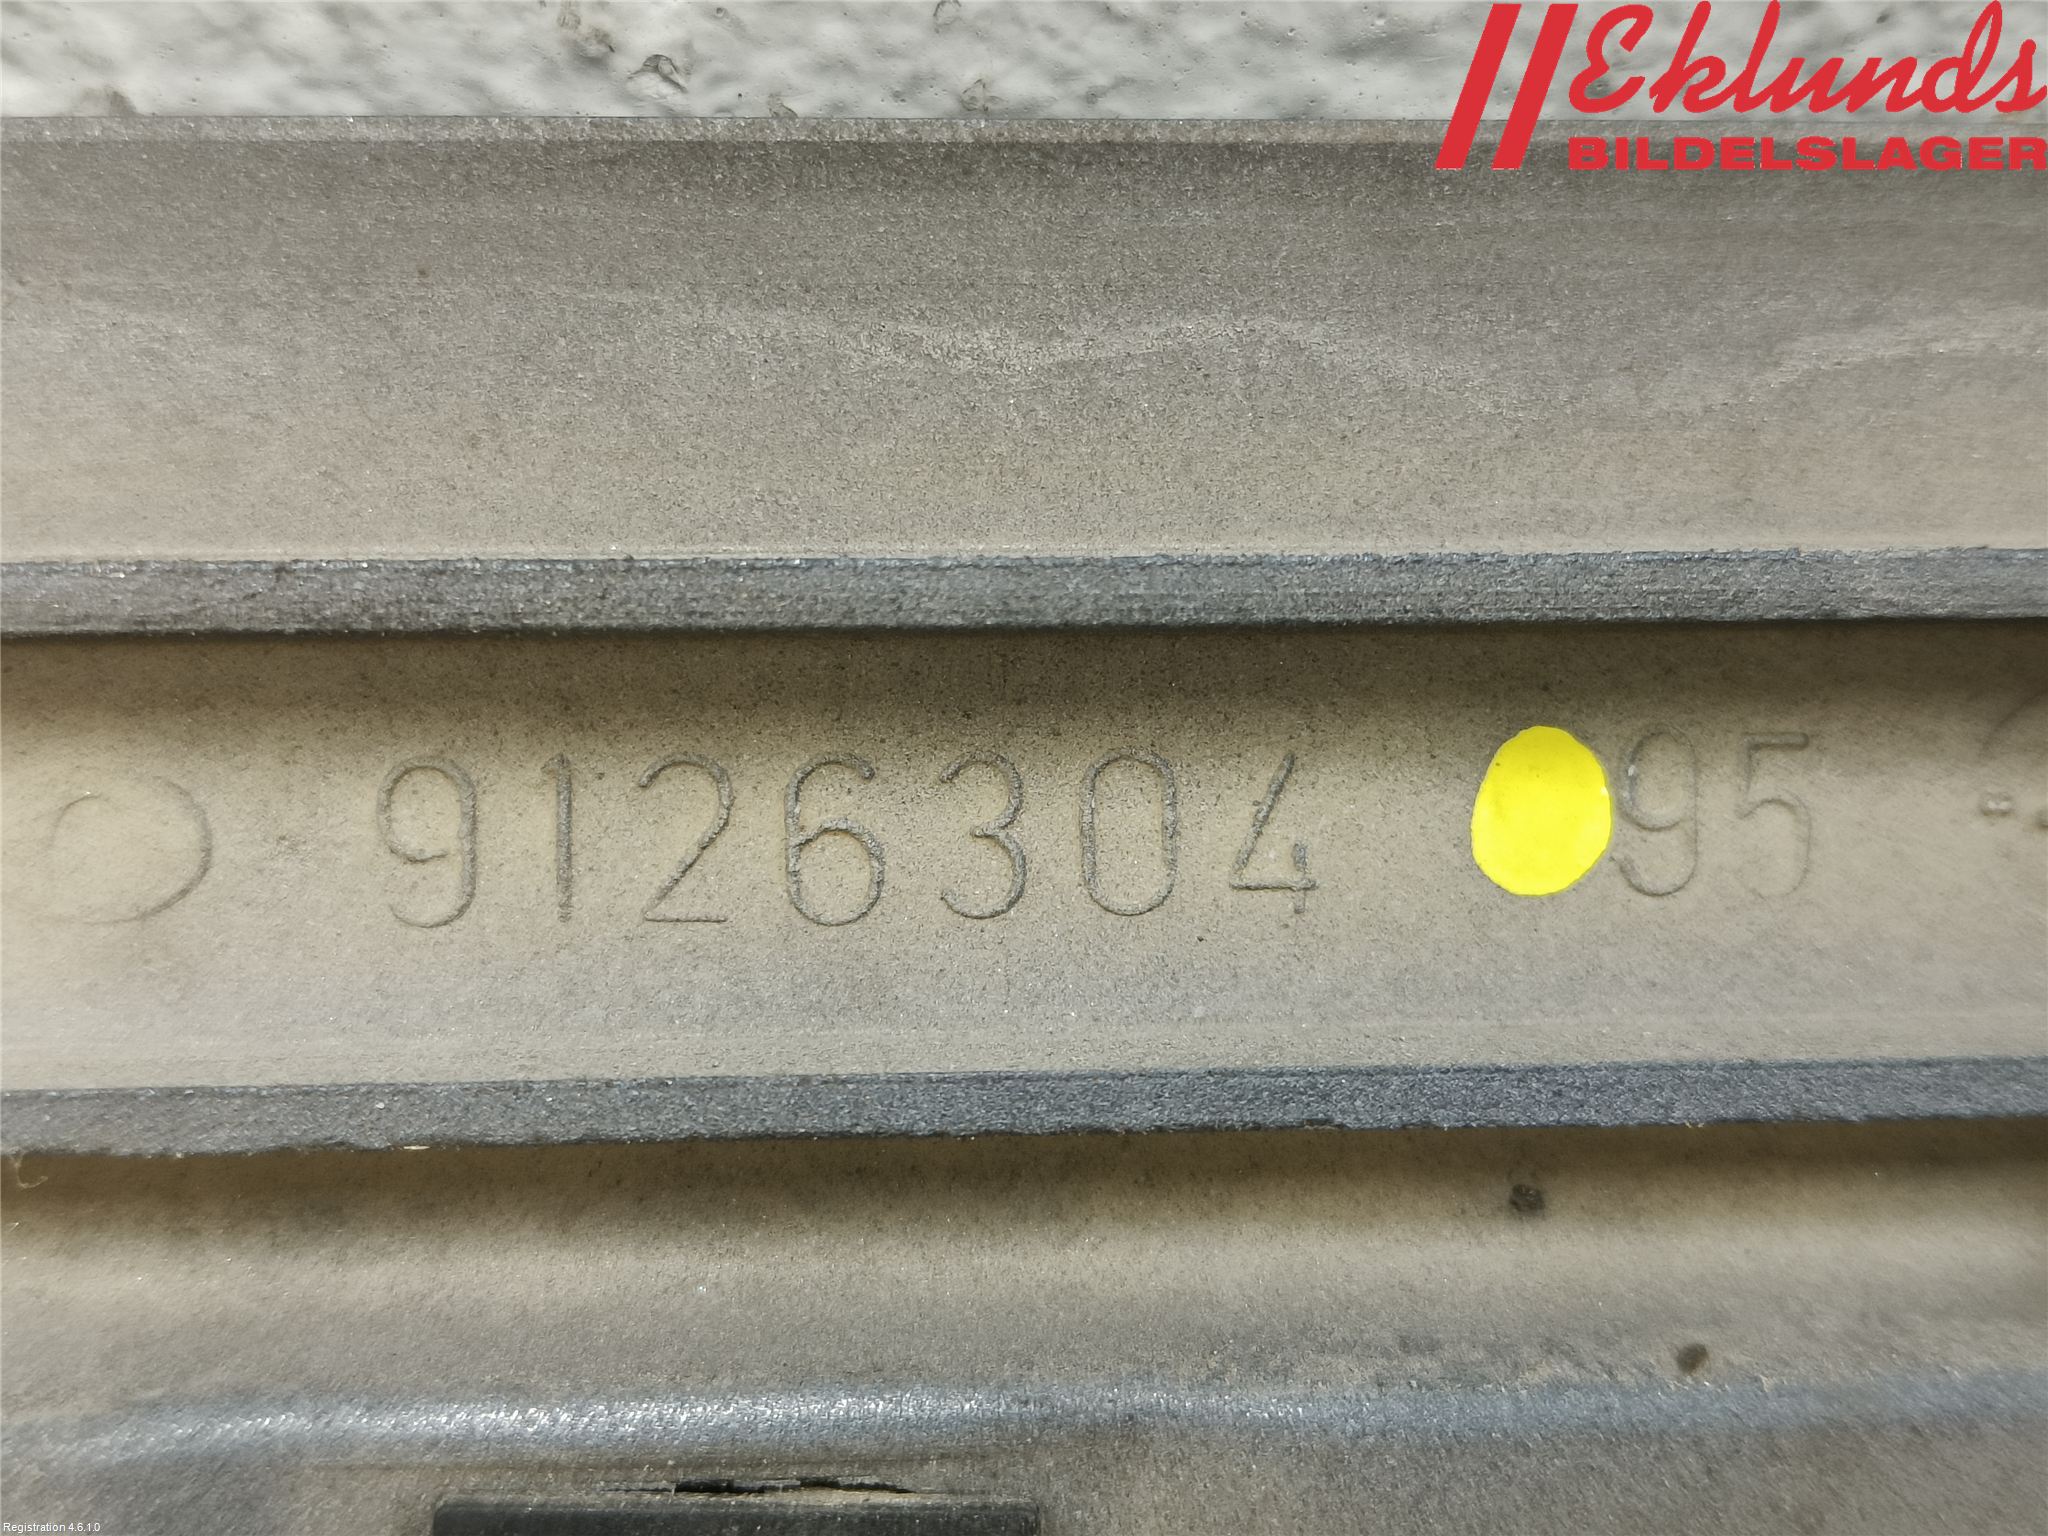 Eklunds
BILDELSLAGER
9126304 95
Registration 4.6.1.0